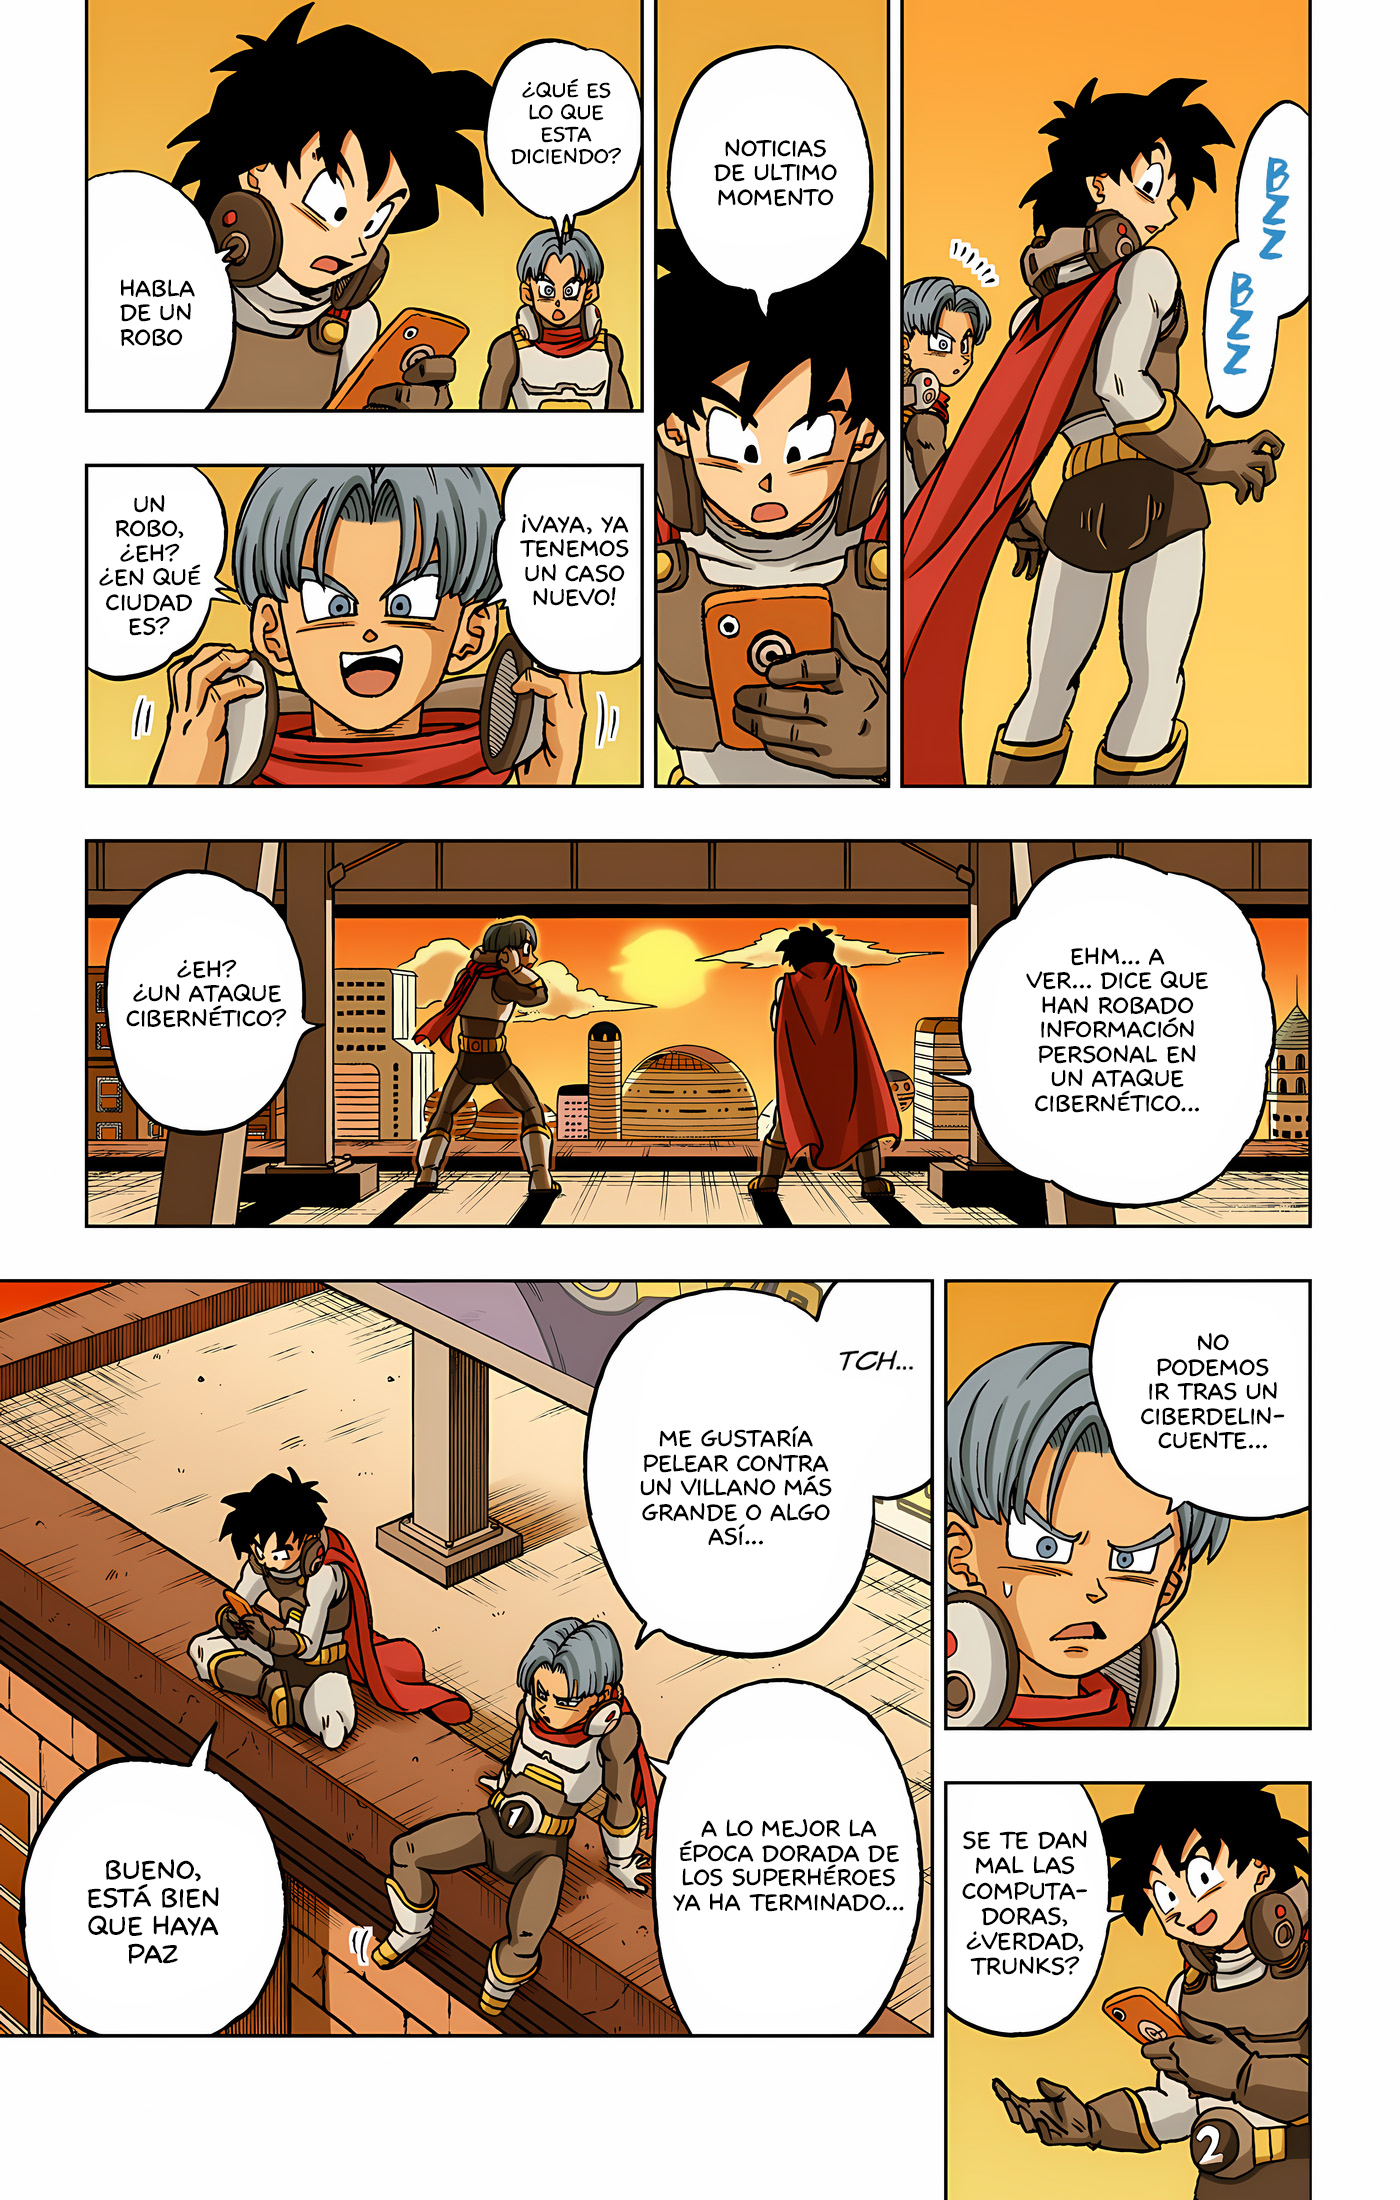 BZZ
BZZ
NOTICIAS
DE ULTIMO
MOMENTO
¿QUÉ ES
LO QUE
ESTA
DICIENDO?
HABLA
DE UN
ROBO
¡VAYA, YA
TENEMOS
UN CASO
NUEVO!
UN
ROBO,
¿EH?
¿EN QUÉ
CIUDAD
ES?
EHM... A
VER... DICE QUE
HAN ROBADO
INFORMACIÓN
PERSONAL EN
UN ATAQUE
CIBERNÉTICO...
¿EH?
¿UN ATAQUE
CIBERNÉTICO?
NO
PODEMOS
IR TRAS UN
CIBERDELIN-
CUENTE...
SE TE DAN
MAL LAS
COMPUTA-
DORAS,
¿VERDAD,
TRUNKS?
2
TCH...
ME GUSTARÍA
PELEAR CONTRA
UN VILLANO MÁS
GRANDE O ALGO
ASÍ...
A LO MEJOR LA
ÉPOCA DORADA DE
LOS SUPERHÉROES
YA HA TERMINADO...
1
BUENO,
ESTÁ BIEN
QUE HAYA
PAZ